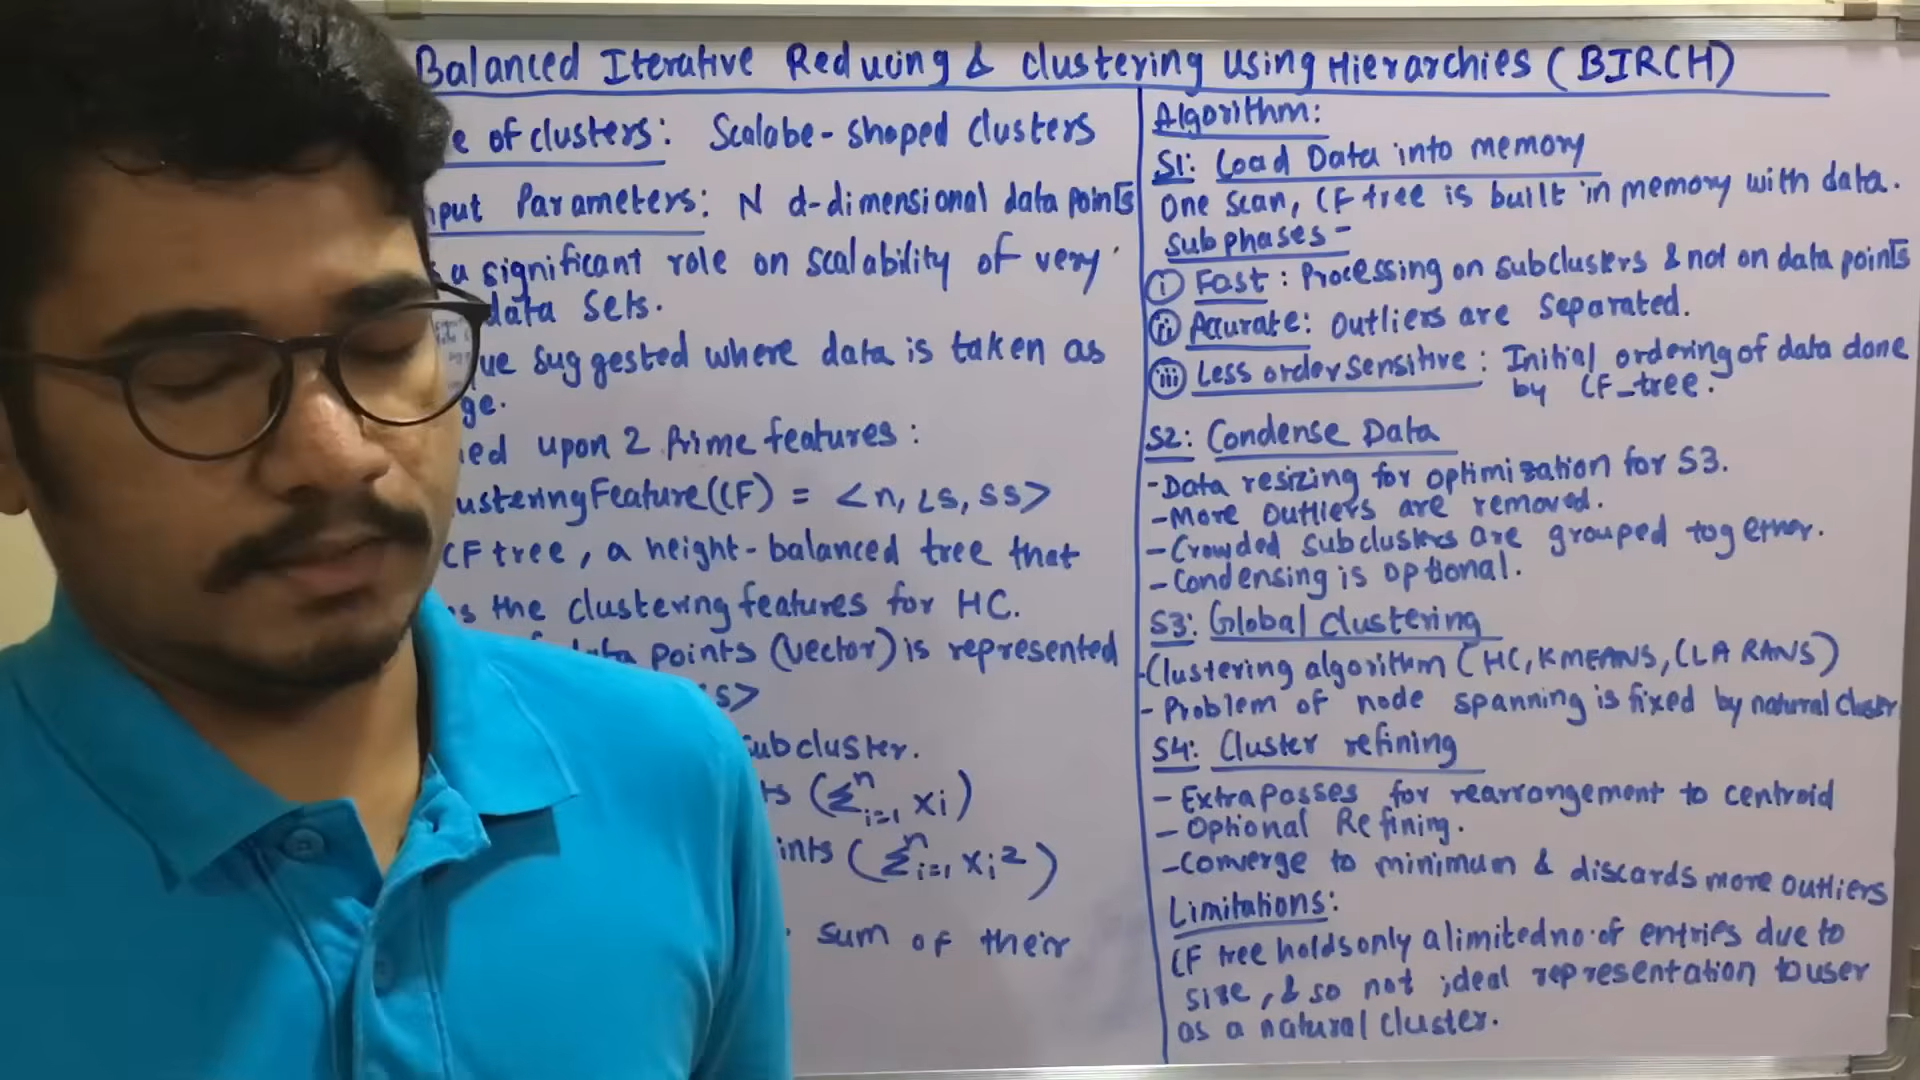 Balanced Iterative Reducing & clustering using Hierarchies (BIRCH)
of clusters: Scalabe-shaped clusters
Parameters: N d-dimensional data points
a significant role on scalability of very
data sets.
suggested where data is taken as
upon 2 Prime features:
Feature (CF) = <n, LS, SS>
CF tree, a height-balanced tree that
the clustering features for HC.
points (vector) is represented
S>
subcluster.
(Σⁿi=1 xi)
(Σⁿi=1 xi²)
sum of their
Algorithm:
S1: Load Data into memory
One scan, CF tree is built in memory with data.
subphases -
(i) Fast: Processing on subclusters & not on data points
(ii) Accurate: Outliers are separated.
(iii) Less order sensitive: Initial ordering of data done
by CF_tree.
S2: Condense Data
-Data resizing for optimization for S3.
-More outliers are removed.
-Crowded subclusters are grouped together.
-Condensing is optional.
S3: Global clustering
-Clustering algorithm (HC, KMEANS, CLARANS)
-Problem of node spanning is fixed by natural cluster
S4: Cluster refining
-Extra passes for rearrangement to centroid
-Optional Refining.
-Converge to minimum & discards more outliers
Limitations:
CF tree holds only a limited no. of entries due to
size, & so not ideal representation to user
as a natural cluster.